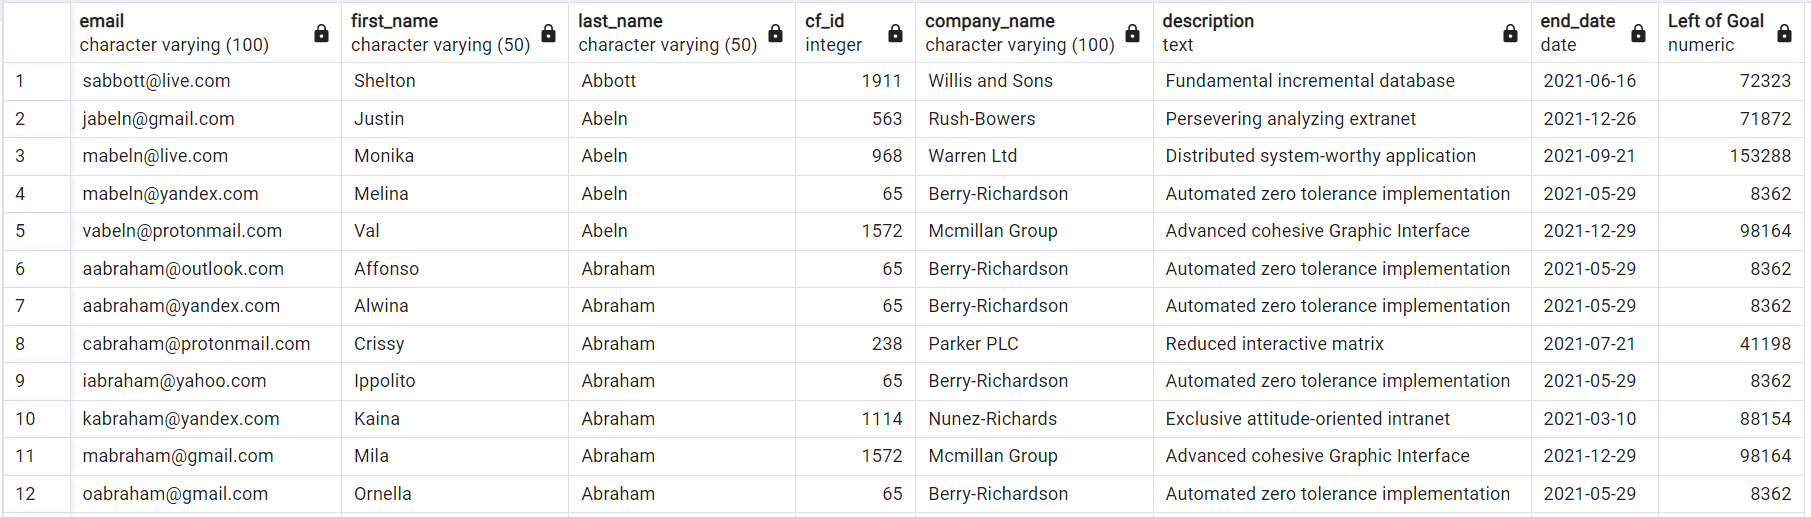 email first_name last_name cf_id company_name description end_date Left of Goal
character varying (100) character varying (50) character varying (50) integer character varying (100) text date numeric
1 sabbott@live.com Shelton Abbott 1911 Willis and Sons Fundamental incremental database 2021-06-16 72323
2 jabeln@gmail.com Justin Abeln 563 Rush-Bowers Persevering analyzing extranet 2021-12-26 71872
3 mabeln@live.com Monika Abeln 968 Warren Ltd Distributed system-worthy application 2021-09-21 153288
4 mabeln@yandex.com Melina Abeln 65 Berry-Richardson Automated zero tolerance implementation 2021-05-29 8362
5 vabeln@protonmail.com Val Abeln 1572 Mcmillan Group Advanced cohesive Graphic Interface 2021-12-29 98164
6 aabraham@outlook.com Affonso Abraham 65 Berry-Richardson Automated zero tolerance implementation 2021-05-29 8362
7 aabraham@yandex.com Alwina Abraham 65 Berry-Richardson Automated zero tolerance implementation 2021-05-29 8362
8 cabraham@protonmail.com Crissy Abraham 238 Parker PLC Reduced interactive matrix 2021-07-21 41198
9 iabraham@yahoo.com Ippolito Abraham 65 Berry-Richardson Automated zero tolerance implementation 2021-05-29 8362
10 kabraham@yandex.com Kaina Abraham 1114 Nunez-Richards Exclusive attitude-oriented intranet 2021-03-10 88154
11 mabraham@gmail.com Mila Abraham 1572 Mcmillan Group Advanced cohesive Graphic Interface 2021-12-29 98164
12 oabraham@gmail.com Ornella Abraham 65 Berry-Richardson Automated zero tolerance implementation 2021-05-29 8362